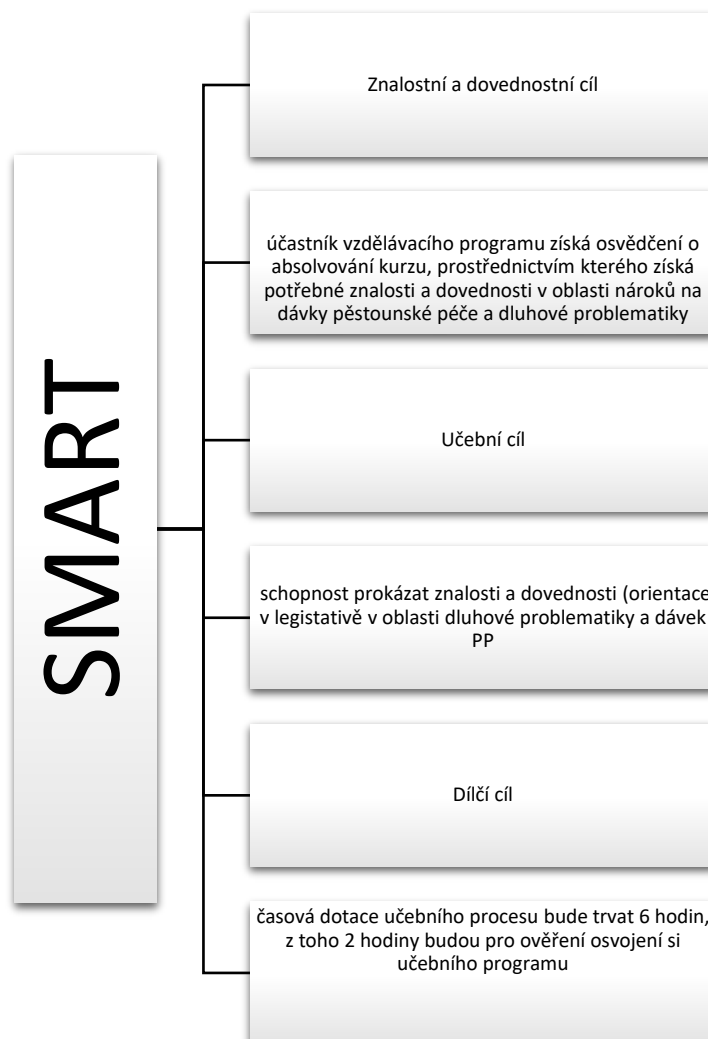 SMART
Znalostní a dovednostní cíl
účastník vzdělávacího programu získá osvědčení o
absolvování kurzu, prostřednictvím kterého získá
potřebné znalosti a dovednosti v oblasti nároků na
dávky pěstounské péče a dluhové problematiky
Učební cíl
schopnost prokázat znalosti a dovednosti (orientace
v legistativě v oblasti dluhové problematiky a dávek
PP
Dílčí cíl
časová dotace učebního procesu bude trvat 6 hodin,
z toho 2 hodiny budou pro ověření osvojení si
učebního programu